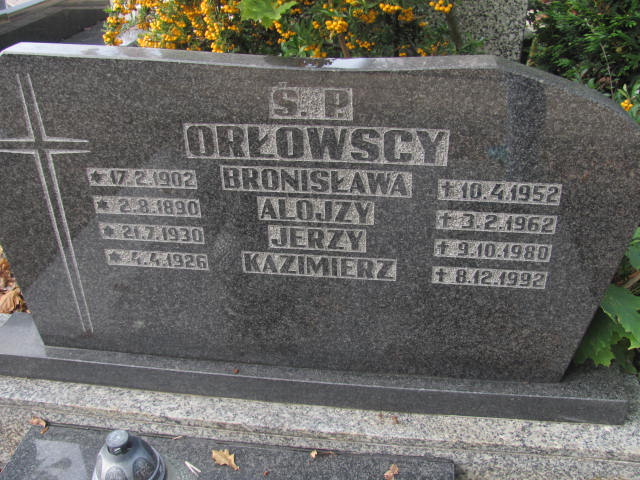 S. P.
ORŁOWSCY
* 17.2.1902 BRONISŁAWA † 10.4.1952
* 2.8.1890 ALOJZY † 3.2.1962
* 21.7.1930 JERZY † 9.10.1980
* 4.4.1926 KAZIMIERZ † 8.12.1992